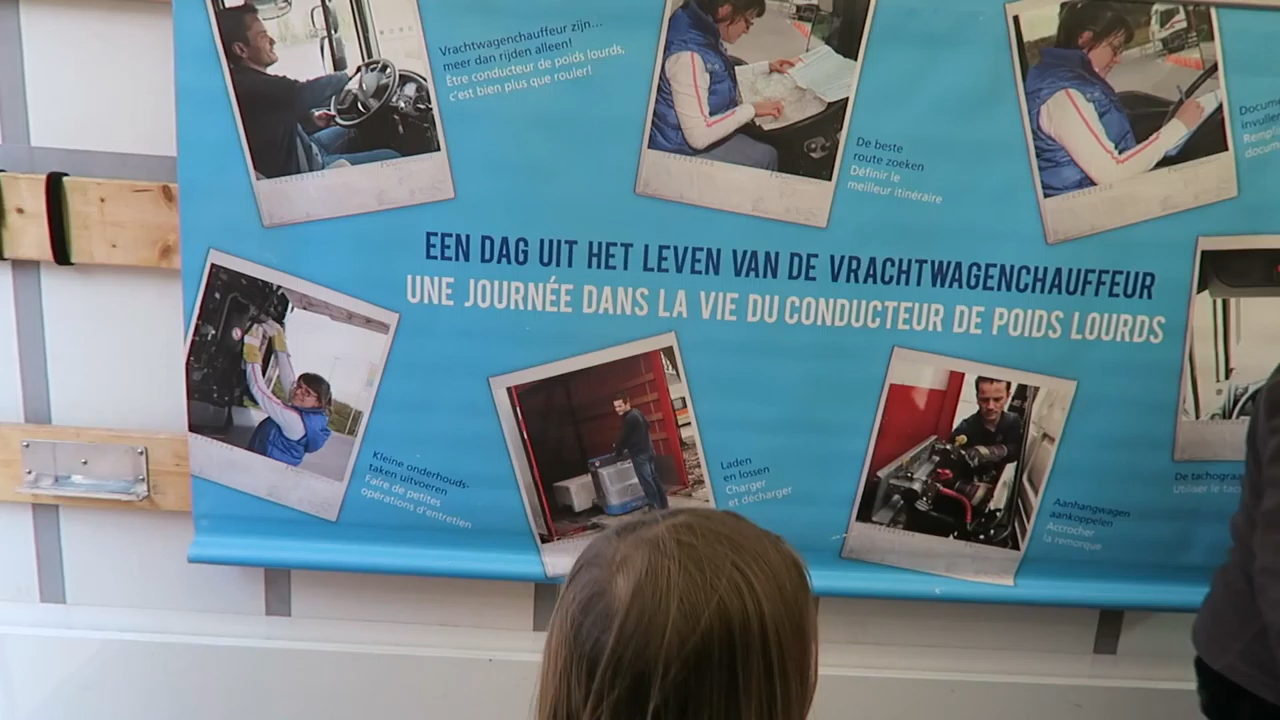 Vrachtwagenchauffeur zijn...
meer dan rijden alleen!
Être conducteur de poids lourds,
c'est bien plus que rouler!
De beste
route zoeken
Définir le
meilleur itinéraire
EEN DAG UIT HET LEVEN VAN DE VRACHTWAGENCHAUFFEUR
UNE JOURNÉE DANS LA VIE DU CONDUCTEUR DE POIDS LOURDS
Kleine onderhouds-
taken uitvoeren
Faire de petites
opérations d'entretien
Laden
en lossen
Charger
et décharger
Aanhangwagen
aankoppelen
Accrocher
la remorque
De
Utiliser le